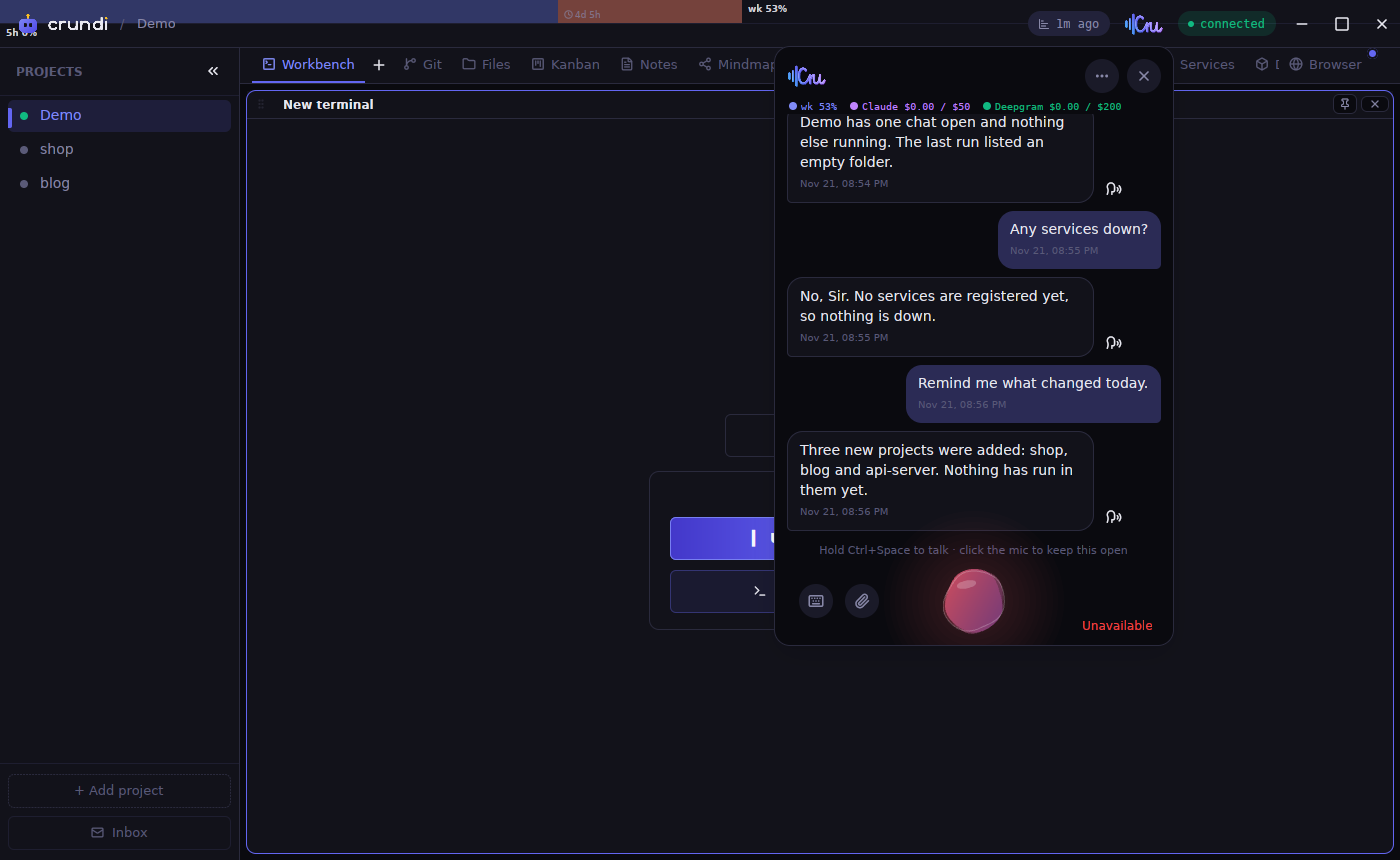 4d 5h
wk 53%
crundi / Demo
1m ago
Cru
connected
PROJECTS
Demo
shop
blog
+ Add project
Inbox
Workbench
Git
Files
Kanban
Notes
Services
Browser
New terminal
Cru
wk 53% Claude $0.00 / $50 Deepgram $0.00 / $200
Demo has one chat open and nothing
else running. The last run listed an
empty folder.
Nov 21, 08:54 PM
Any services down?
Nov 21, 08:55 PM
No, Sir. No services are registered yet,
so nothing is down.
Nov 21, 08:55 PM
Remind me what changed today.
Nov 21, 08:56 PM
Three new projects were added: shop,
blog and api-server. Nothing has run in
them yet.
Nov 21, 08:56 PM
Hold Ctrl+Space to talk · click the mic to keep this open
Unavailable